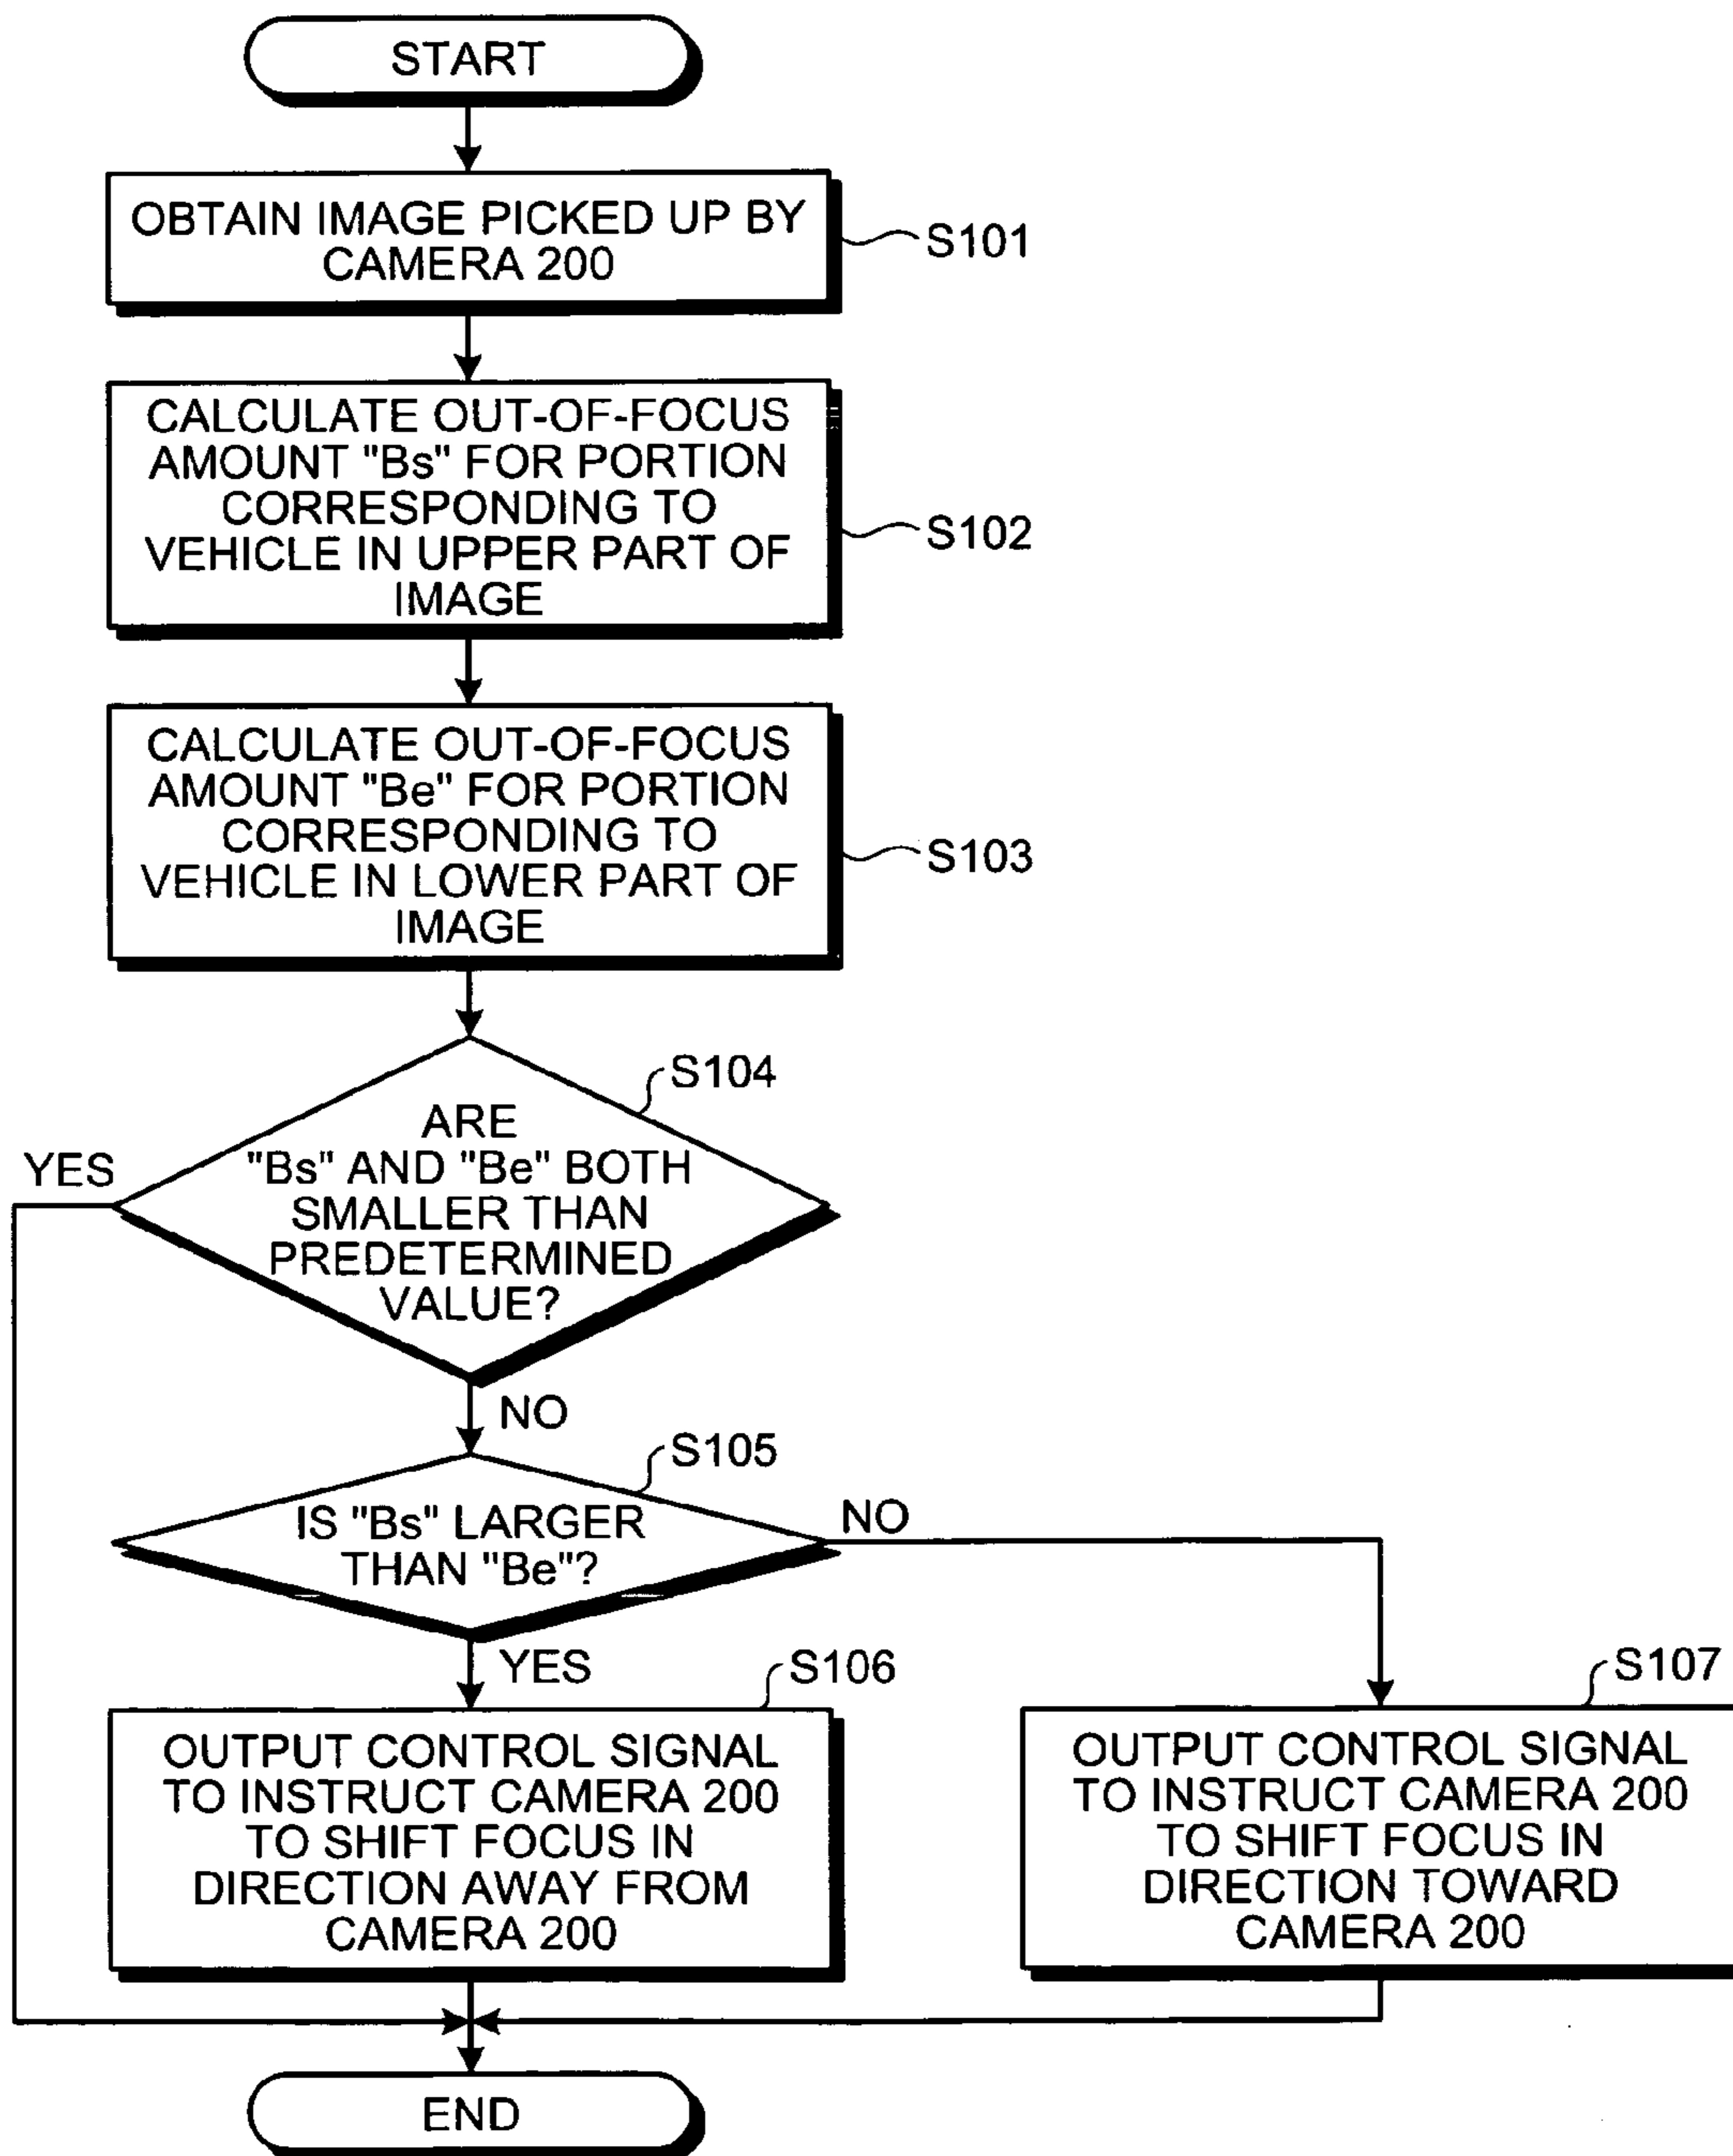 START
OBTAIN IMAGE PICKED UP BY
CAMERA 200
S101
CALCULATE OUT-OF-FOCUS
AMOUNT "Bs" FOR PORTION
CORRESPONDING TO
VEHICLE IN UPPER PART OF
IMAGE
S102
CALCULATE OUT-OF-FOCUS
AMOUNT "Be" FOR PORTION
CORRESPONDING TO
VEHICLE IN LOWER PART OF
IMAGE
S103
S104
ARE
"Bs" AND "Be" BOTH
SMALLER THAN
PREDETERMINED
VALUE?
YES
NO
S105
IS "Bs" LARGER
THAN "Be"?
NO
YES
S106
OUTPUT CONTROL SIGNAL
TO INSTRUCT CAMERA 200
TO SHIFT FOCUS IN
DIRECTION AWAY FROM
CAMERA 200
S107
OUTPUT CONTROL SIGNAL
TO INSTRUCT CAMERA 200
TO SHIFT FOCUS IN
DIRECTION TOWARD
CAMERA 200
END